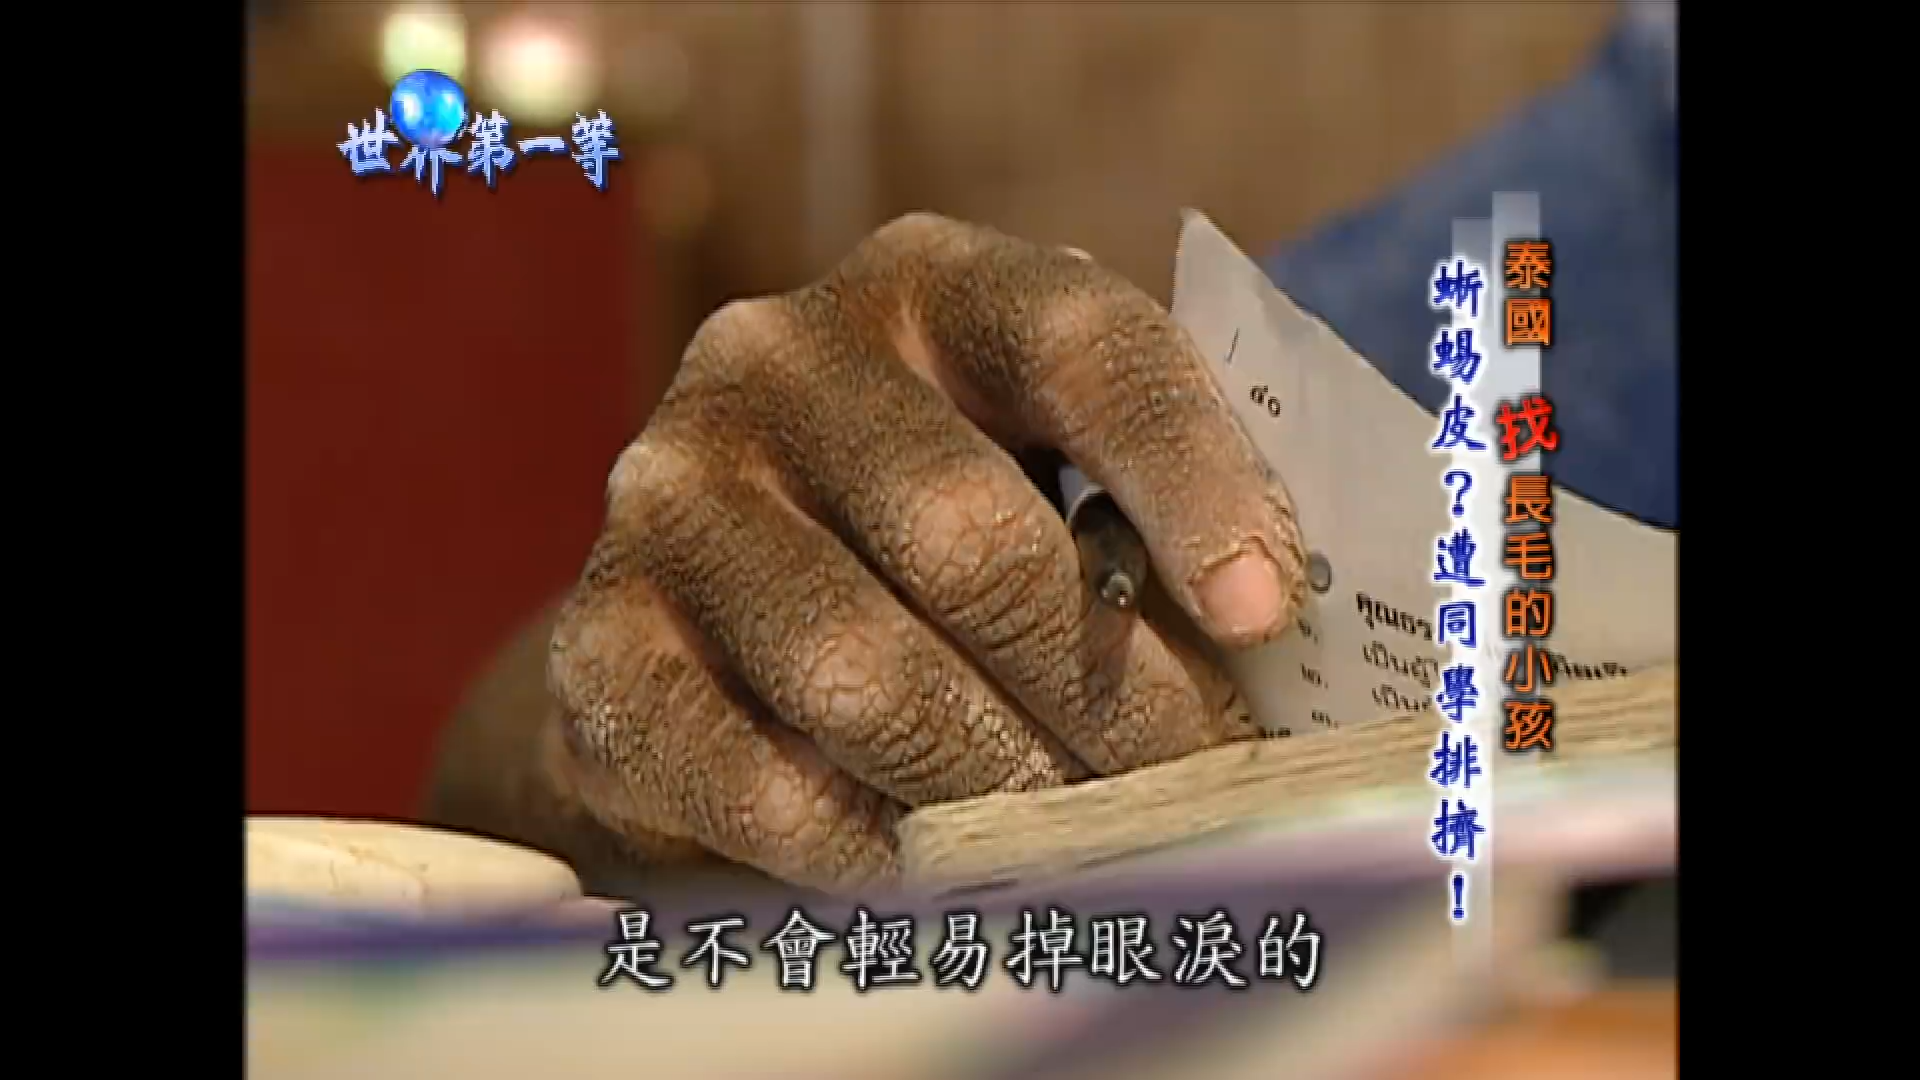 世界第一等
泰國 找長毛的小孩
蜥蜴皮?遭同學排擠!
是不會輕易掉眼淚的